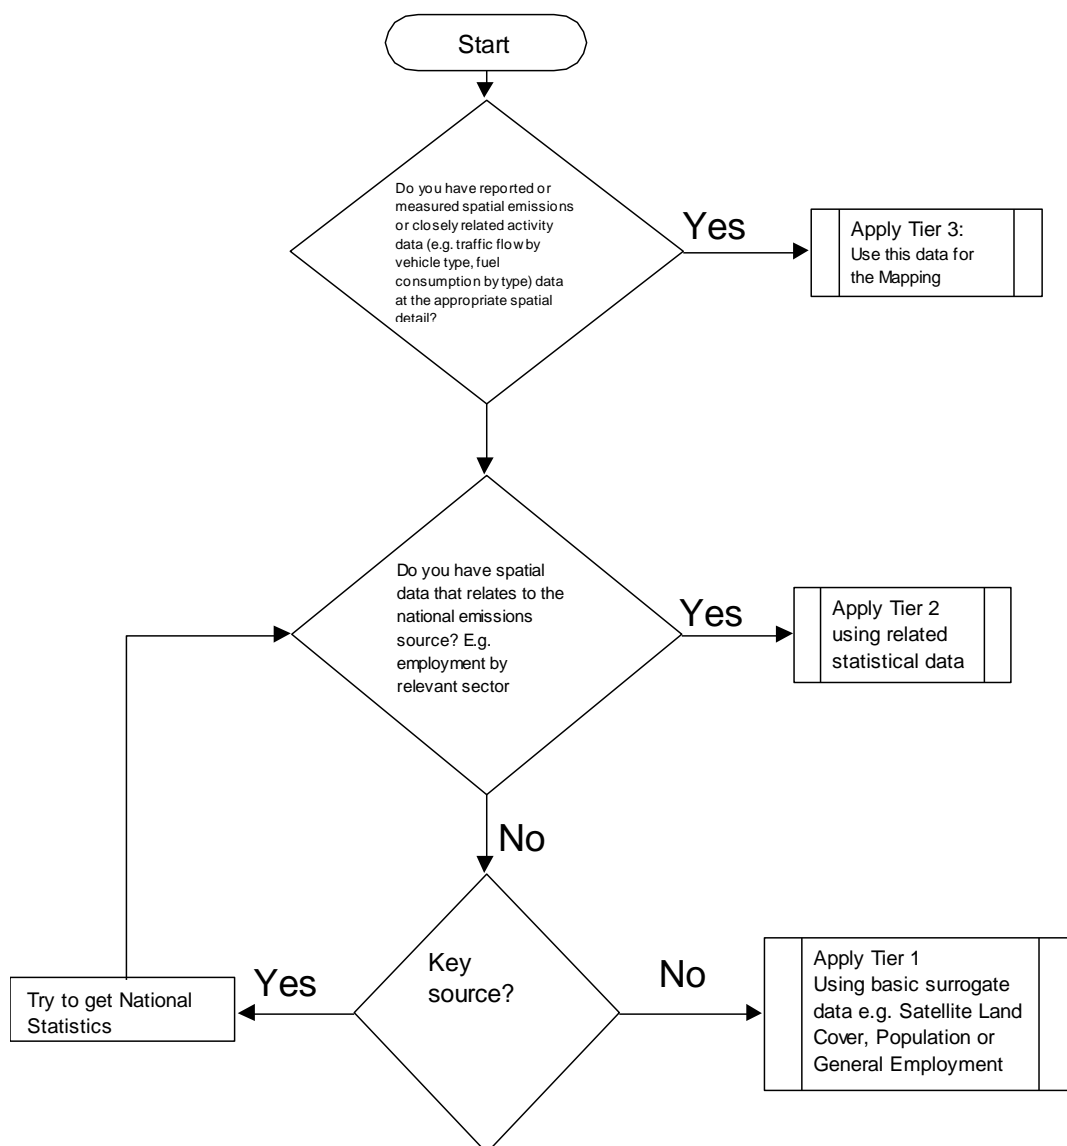 Start
Do you have reported or
measured spatial emissions
or closely related activity
data (e.g. traffic flow by
vehicle type, fuel
consumption by type) data
at the appropriate spatial
detail?
Yes
Apply Tier 3:
Use this data for
the Mapping
Do you have spatial
data that relates to the
national emissions
source? E.g.
employment by
relevant sector
Yes
Apply Tier 2
using related
statistical data
No
Key
source?
Yes
Try to get National
Statistics
No
Apply Tier 1
Using basic surrogate
data e.g. Satellite Land
Cover, Population or
General Employment